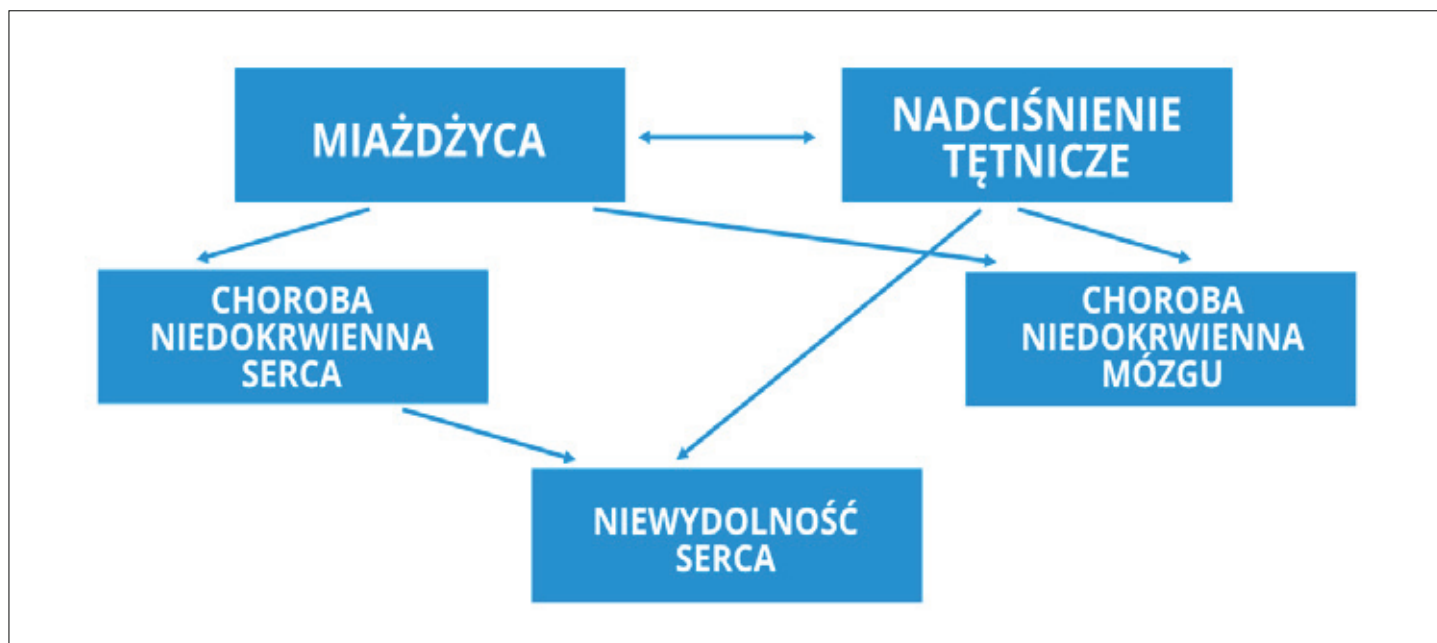 MIAŻDŻYCA
NADCIŚNIENIE
TĘTNICZE
CHOROBA
NIEDOKRWIENNA
SERCA
CHOROBA
NIEDOKRWIENNA
MÓZGU
NIEWYDOLNOŚĆ
SERCA